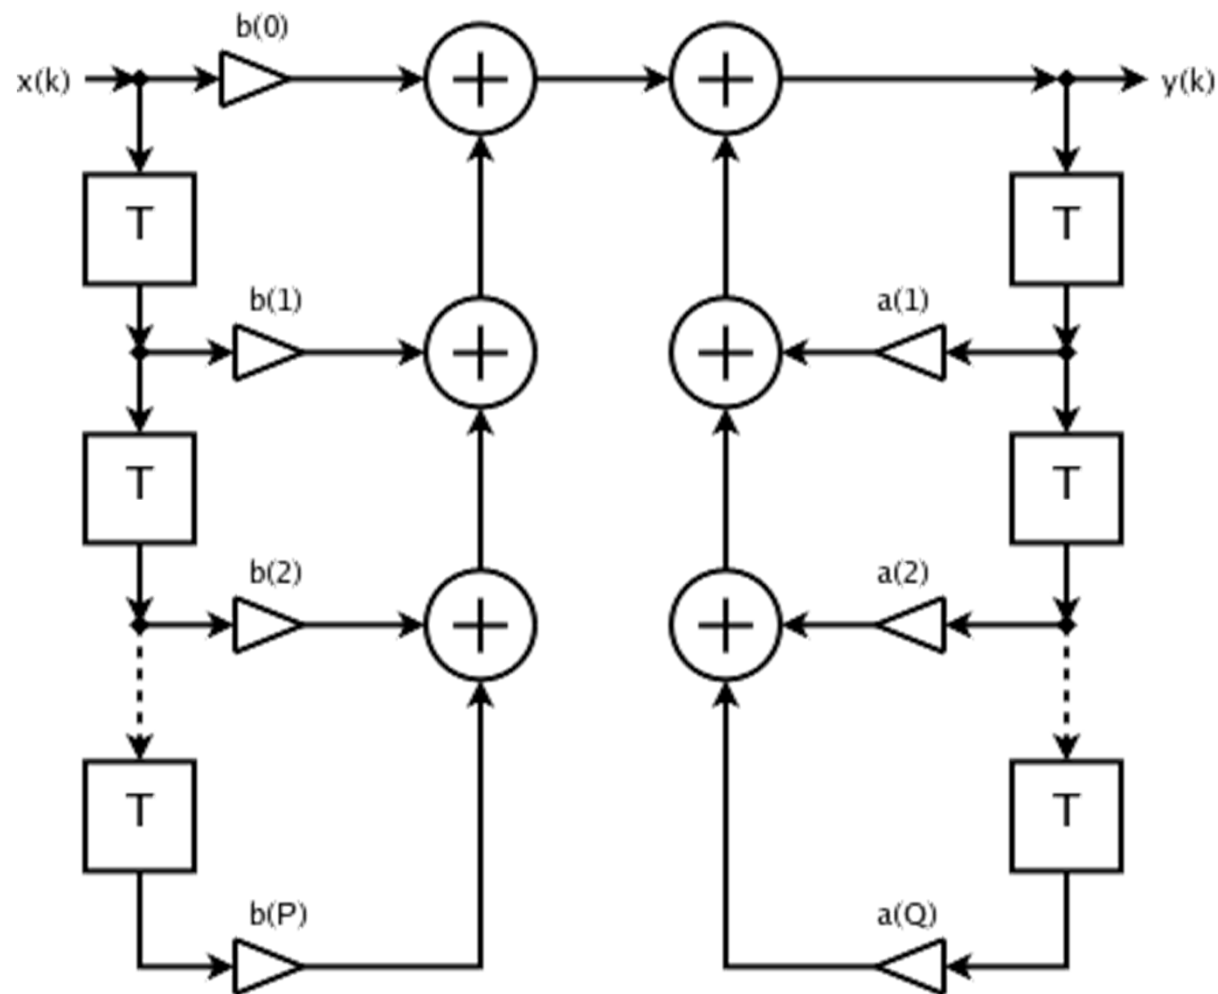 b(0)
x(k) + + y(k)
T T
b(1) a(1)
+ +
T T
b(2) a(2)
+ +
T T
b(P) a(Q)